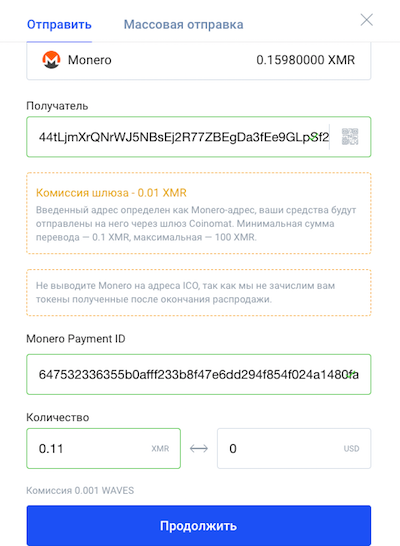 Отправить Массовая отправка
Monero 0.15980000 XMR
Получатель
44tLjmXrQNrWJ5NBsEj2R77ZBEgDa3fEe9GLpSf2
Комиссия шлюза - 0.01 XMR
Введенный адрес определен как Monero-адрес, ваши средства будут
отправлены на него через шлюз Coinomat. Минимальная сумма
перевода — 0.1 XMR, максимальная — 100 XMR.
Не выводите Monero на адреса ICO, так как мы не зачислим вам
токены полученные после окончания распродажи.
Monero Payment ID
647532336355b0afff233b8f47e6dd294f854f024a1480fa
Количество
0.11 XMR 0 USD
Комиссия 0.001 WAVES
Продолжить